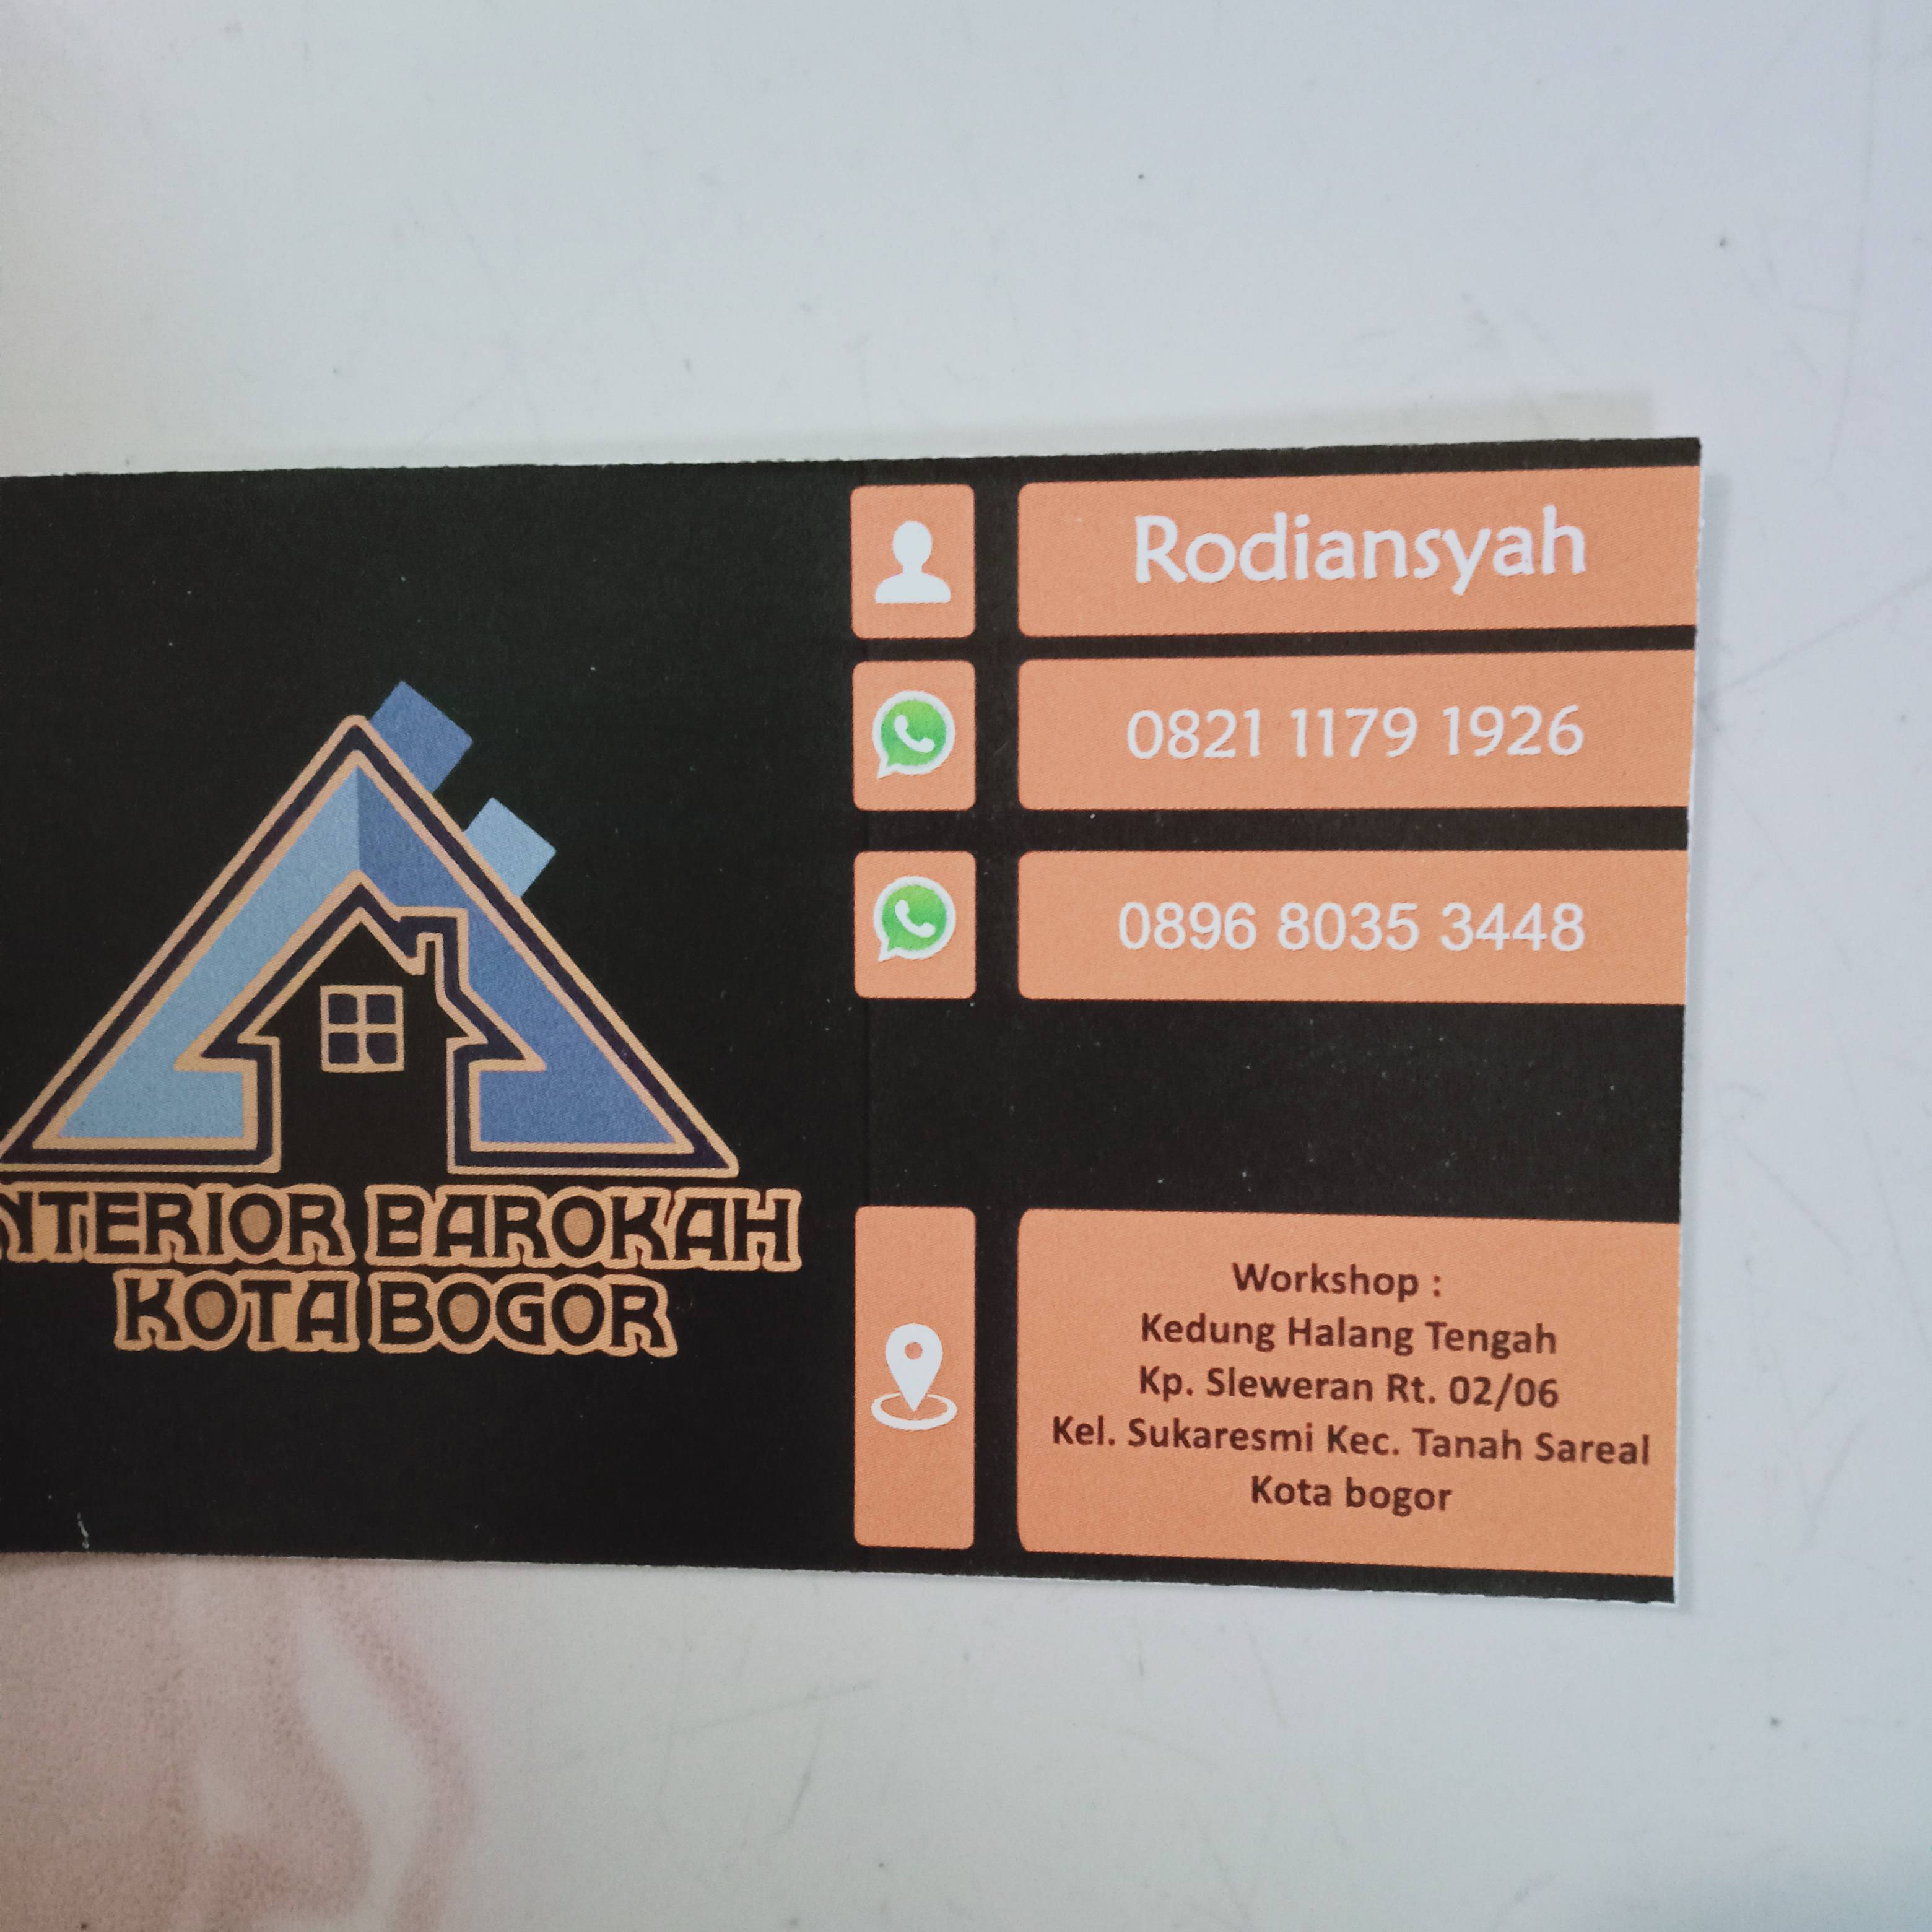 INTERIOR BAROKAH
KOTA BOGOR
Rodiansyah
0821 1179 1926
0896 8035 3448
Workshop :
Kedung Halang Tengah
Kp. Sleweran Rt. 02/06
Kel. Sukaresmi Kec. Tanah Sareal
Kota bogor